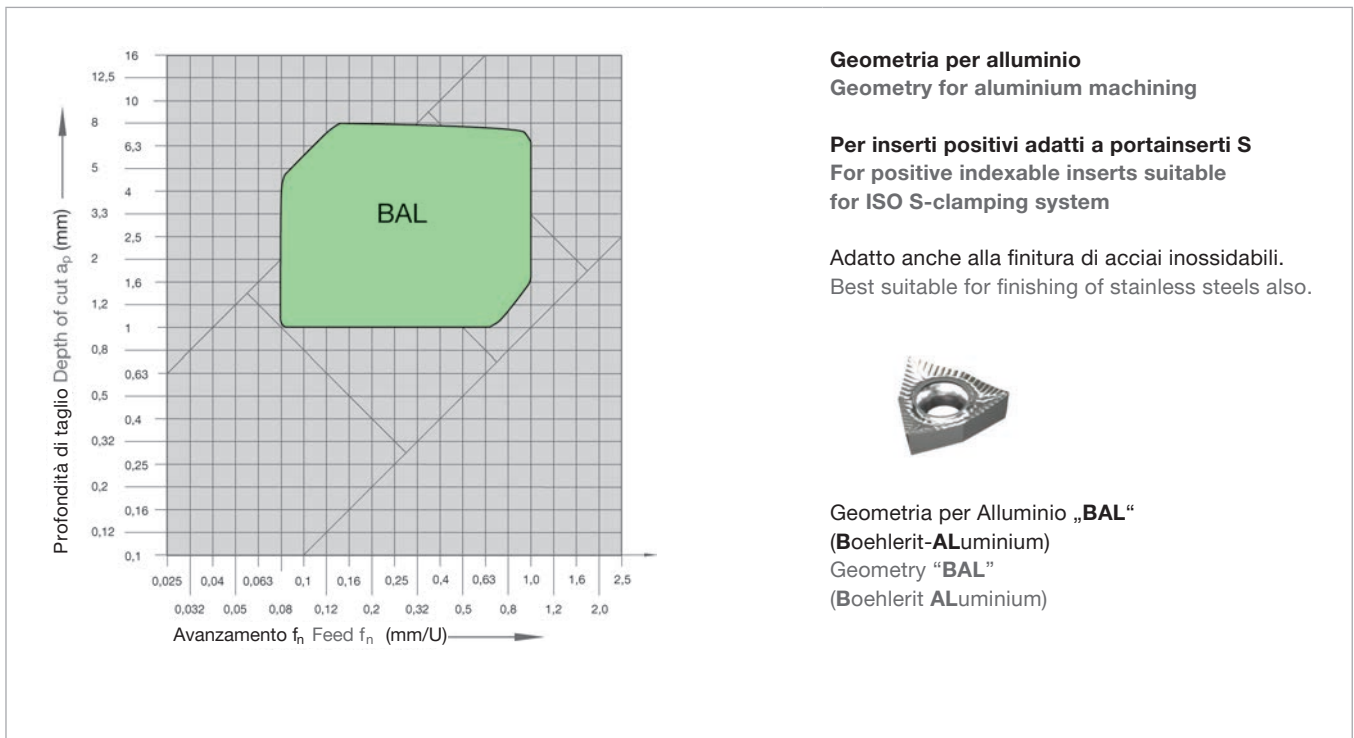 16
12,5
10
8
6,3
5
4
3,3
2,5
2
1,6
1,2
1
0,8
0,63
0,5
0,4
0,32
0,25
0,2
0,16
0,12
0,1
Profondità di taglio Depth of cut ap (mm)
BAL
0,025 0,04 0,063 0,1 0,16 0,25 0,4 0,63 1,0 1,6 2,5
0,032 0,05 0,08 0,12 0,2 0,32 0,5 0,8 1,2 2,0
Avanzamento fn Feed fn (mm/U)
Geometria per alluminio
Geometry for aluminium machining
Per inserti positivi adatti a portainserti S
For positive indexable inserts suitable
for ISO S-clamping system
Adatto anche alla finitura di acciai inossidabili.
Best suitable for finishing of stainless steels also.
Geometria per Alluminio „BAL“
(Boehlerit-ALuminium)
Geometry “BAL”
(Boehlerit ALuminium)